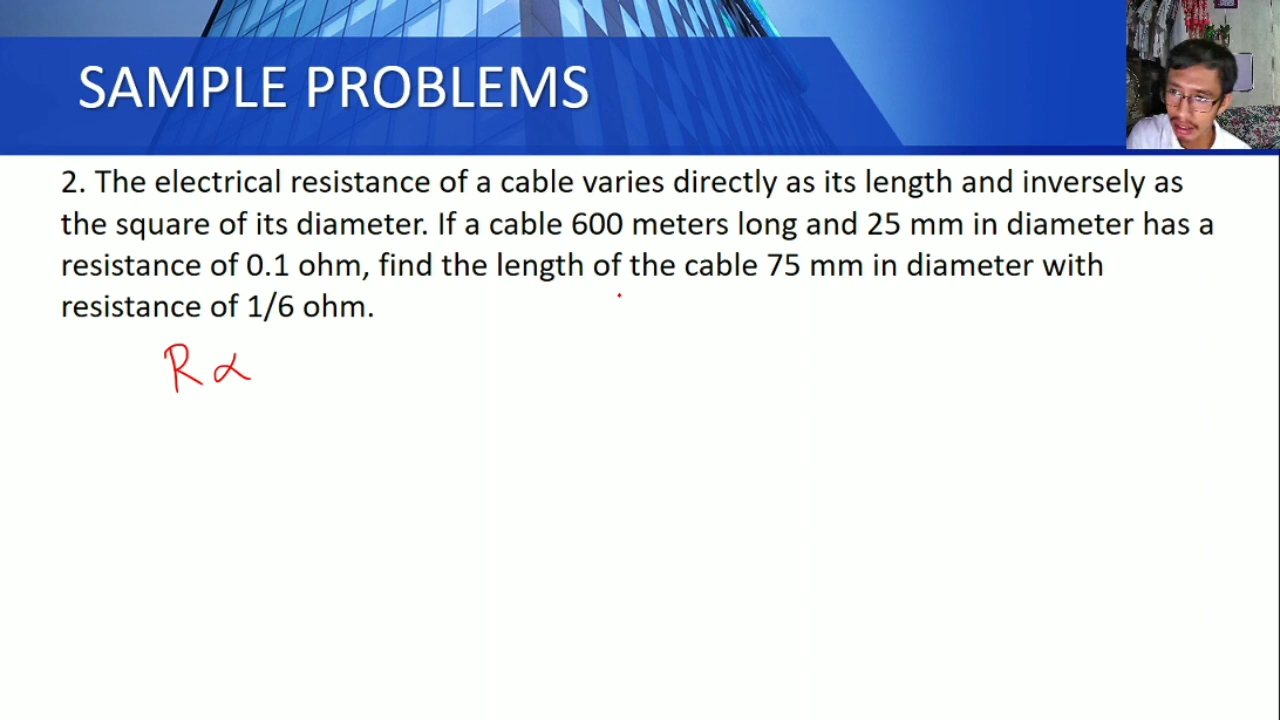 SAMPLE PROBLEMS
2. The electrical resistance of a cable varies directly as its length and inversely as
the square of its diameter. If a cable 600 meters long and 25 mm in diameter has a
resistance of 0.1 ohm, find the length of the cable 75 mm in diameter with
resistance of 1/6 ohm.
R ∝